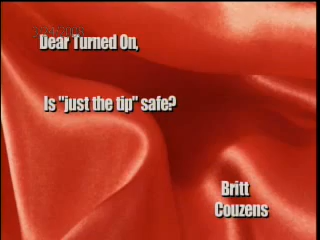 Dear Turned On,
Is "just the tip" safe?
Britt
Couzens